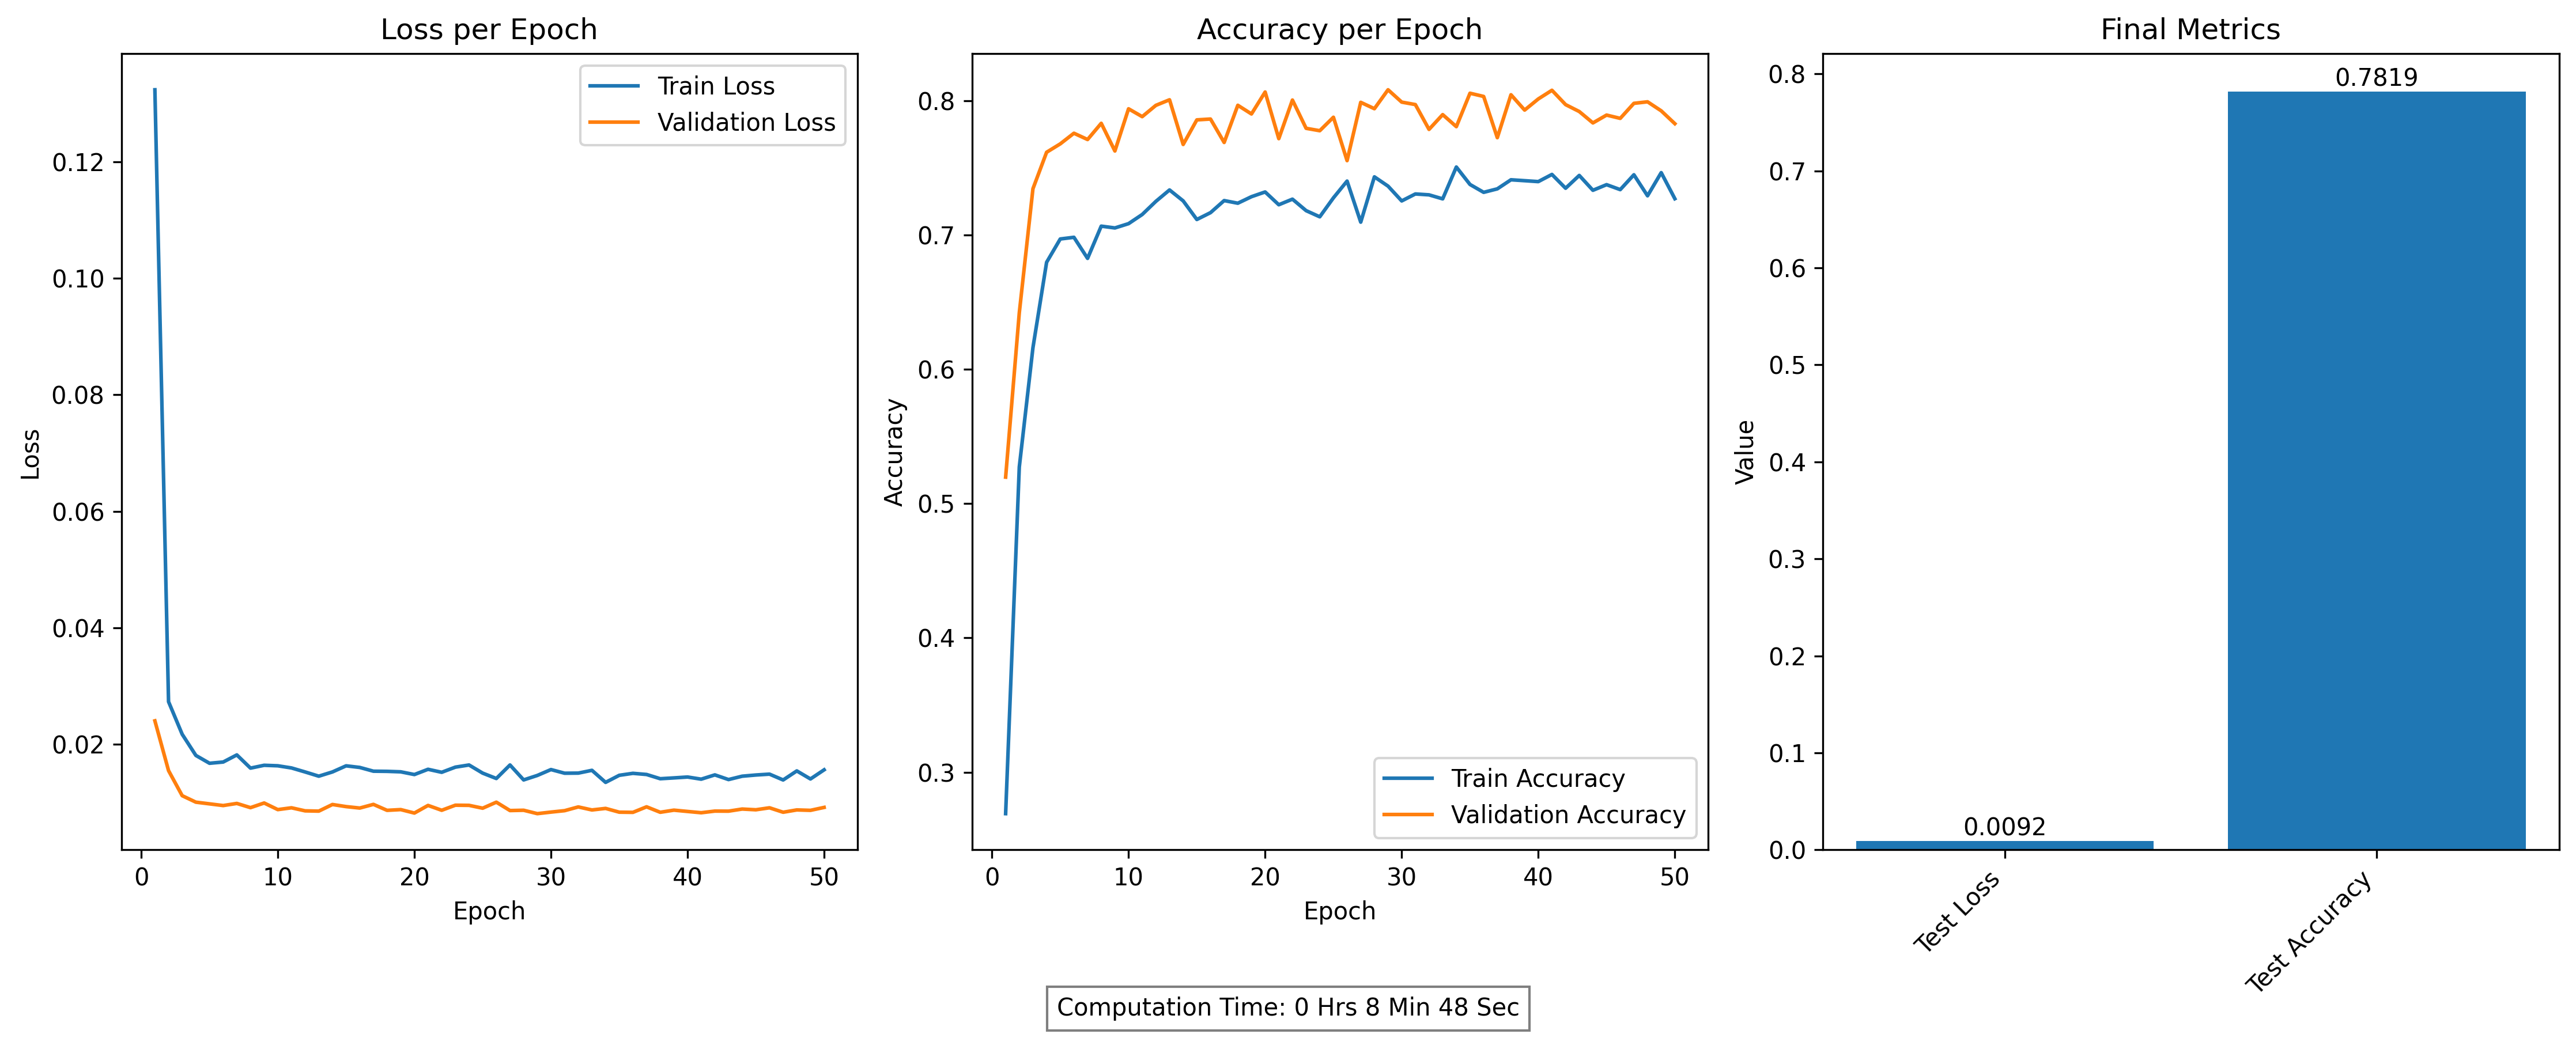 Loss per Epoch
Train Loss
Validation Loss
0.12
0.10
0.08
0.06
0.04
0.02
Loss
0
10
20
30
40
50
Epoch
Accuracy per Epoch
0.8
0.7
0.6
0.5
0.4
0.3
Accuracy
Train Accuracy
Validation Accuracy
0
10
20
30
40
50
Epoch
Final Metrics
0.8
0.7
0.6
0.5
0.4
0.3
0.2
0.1
0.0
Value
0.7819
0.0092
Test Loss
Test Accuracy
Computation Time: 0 Hrs 8 Min 48 Sec